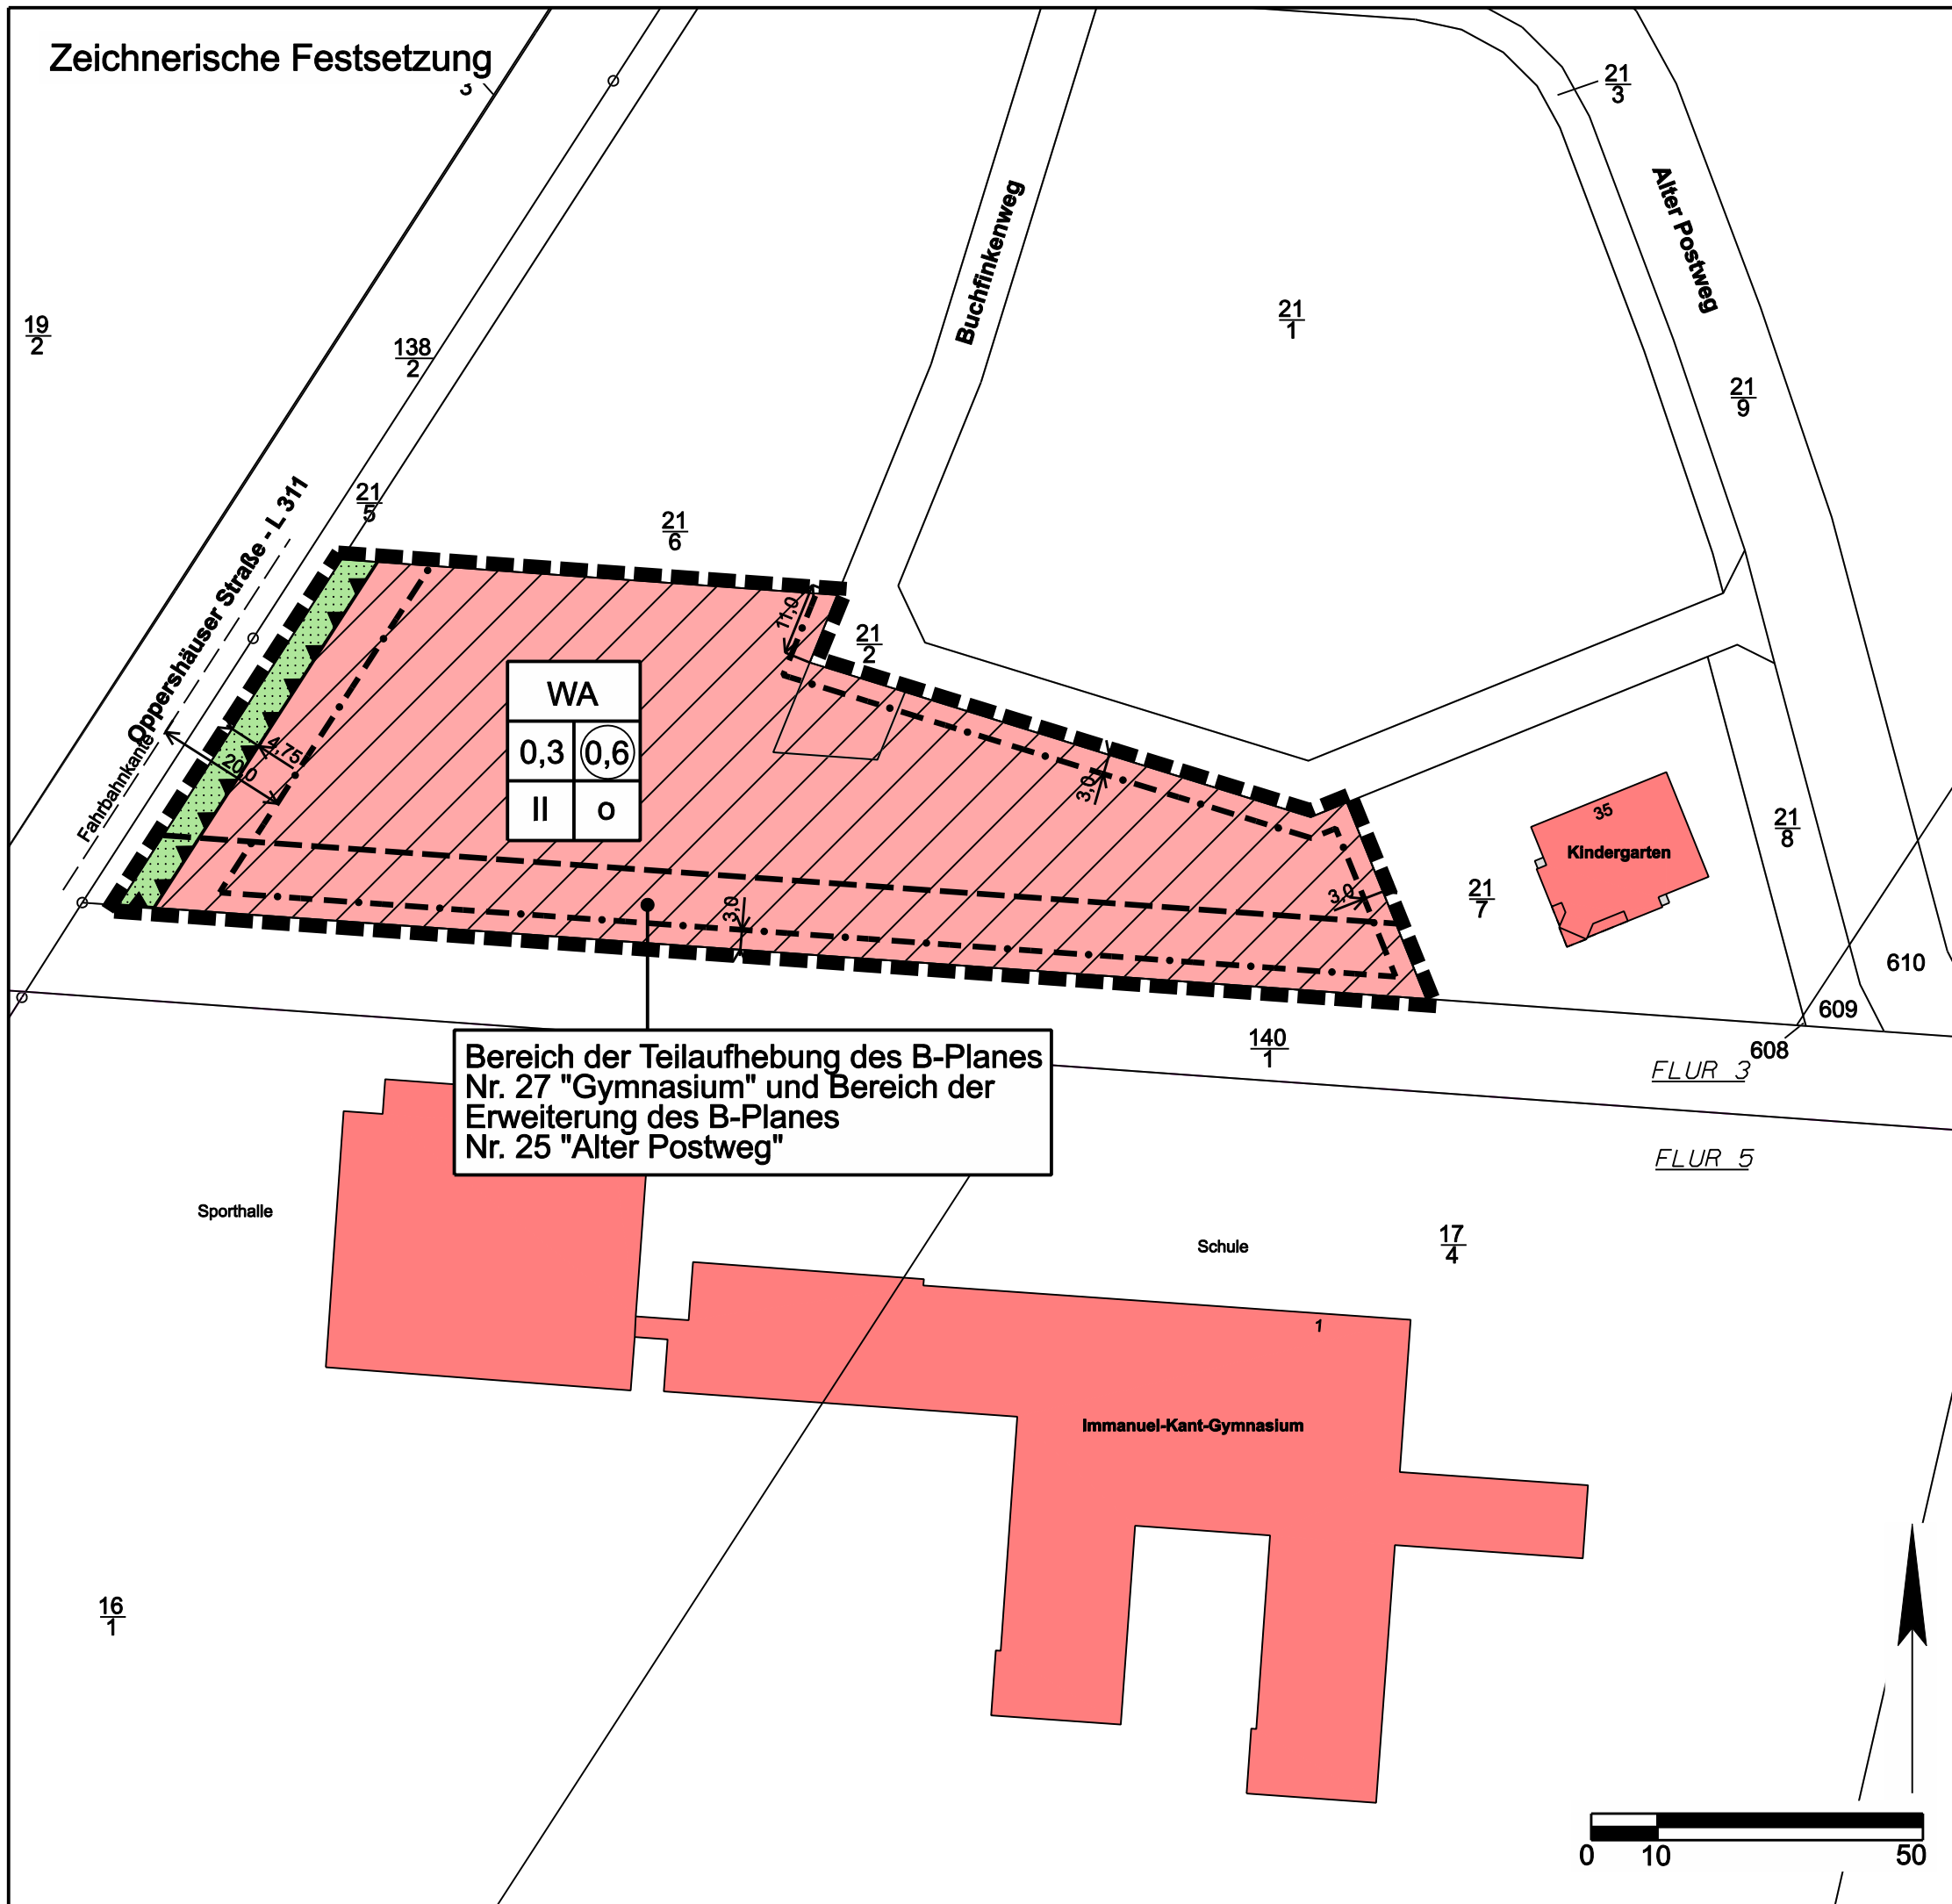 Zeichnerische Festsetzung
3
21
3
Alter Postweg
Buchfinkenweg
19
2
138
2
21
1
21
9
21
5
21
6
Oppershäuser Straße - L 311
Fahrbahnkante
11,0
21
2
WA
0,3
0,6
II
o
4,75
20,0
3,0
3,0
3,0
35
Kindergarten
21
8
21
7
610
609
608
140
1
FLUR 3
FLUR 5
Bereich der Teilaufhebung des B-Planes
Nr. 27 "Gymnasium" und Bereich der
Erweiterung des B-Planes
Nr. 25 "Alter Postweg"
Sporthalle
Schule
17
4
1
Immanuel-Kant-Gymnasium
16
1
0
10
50